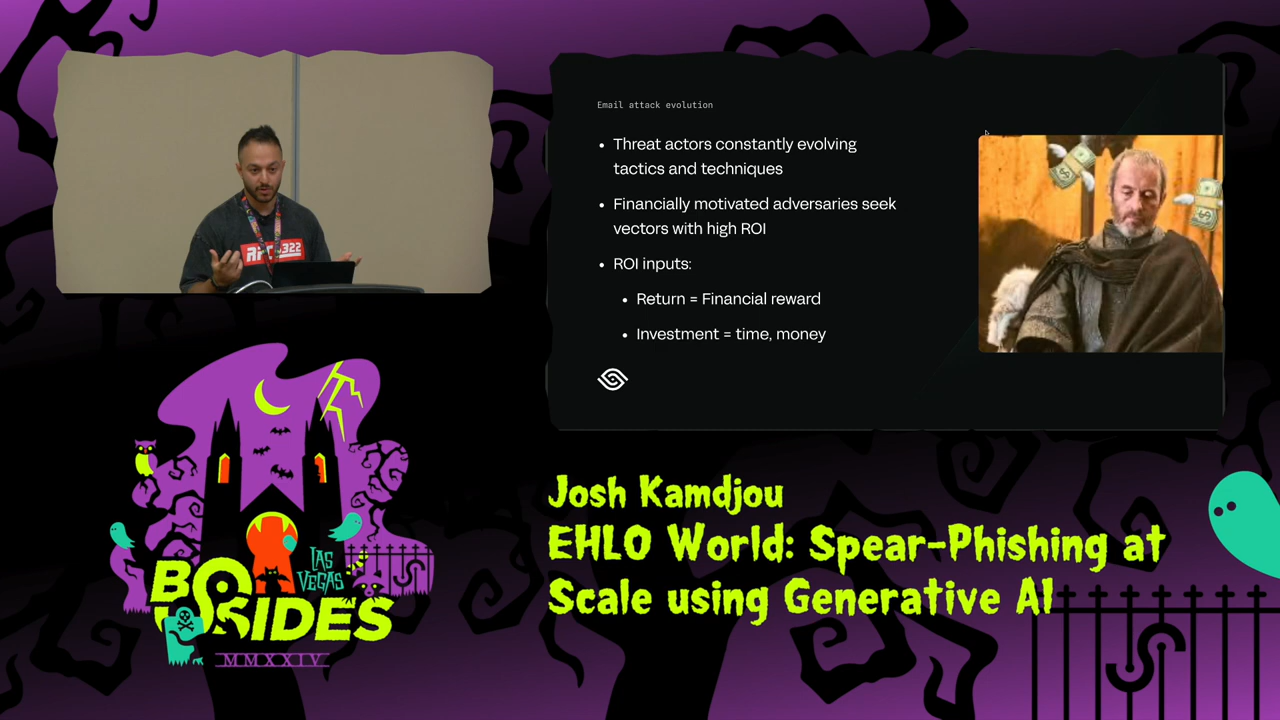 Email attack evolution
• Threat actors constantly evolving
tactics and techniques
• Financially motivated adversaries seek
vectors with high ROI
• ROI inputs:
• Return = Financial reward
• Investment = time, money
Josh Kamdjou
EHLO World: Spear-Phishing at
Scale using Generative AI
LAS
VEGAS
BSIDES
MMXXIV